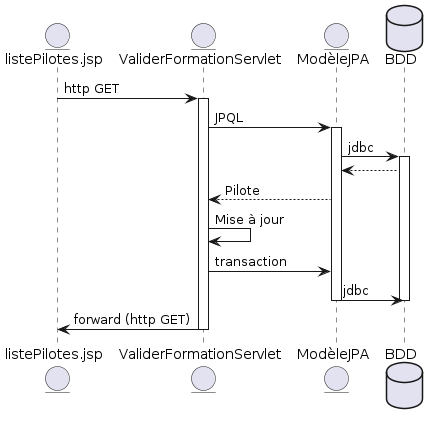 listePilotes.jsp ValiderFormationServlet ModèleJPA BDD
http GET
JPQL
jdbc
Pilote
Mise à jour
transaction
jdbc
forward (http GET)
listePilotes.jsp ValiderFormationServlet ModèleJPA BDD